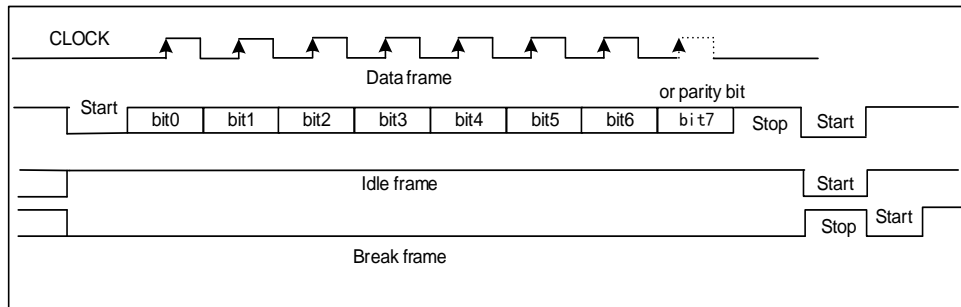 CLOCK
Data frame
or parity bit
Start bit0 bit1 bit2 bit3 bit4 bit5 bit6 bit7 Stop Start
Idle frame Start
Stop Start
Break frame